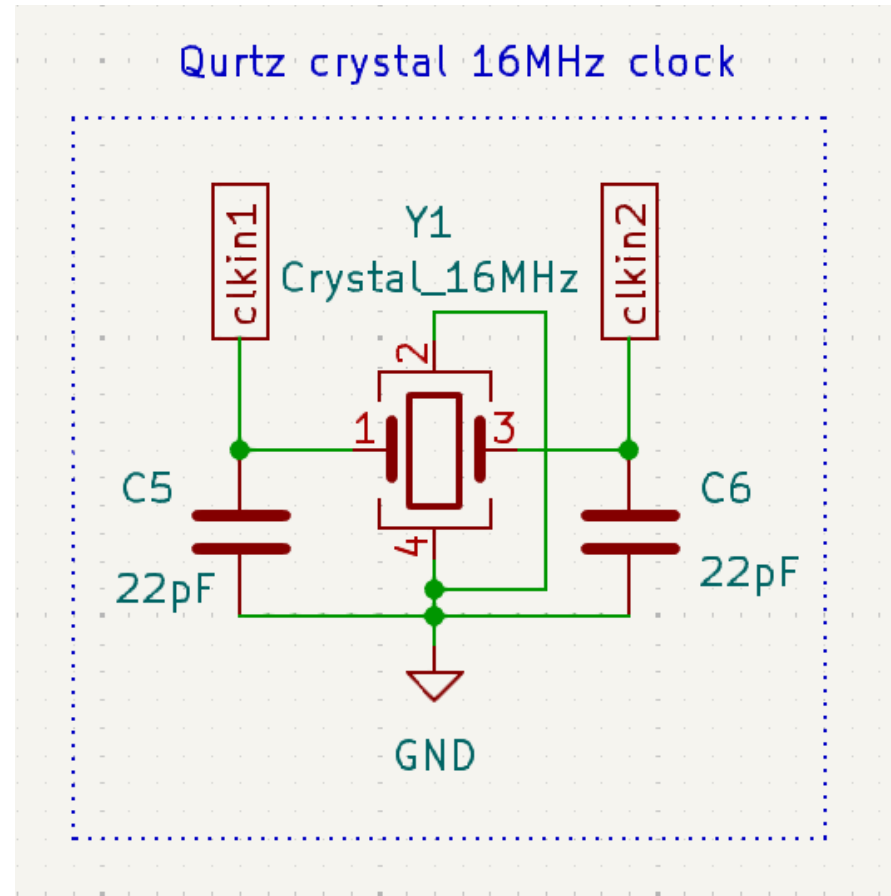 Qurtz crystal 16MHz clock
clkin1
Y1
Crystal_16MHz
clkin2
2
1
3
C5
C6
4
22pF
22pF
GND